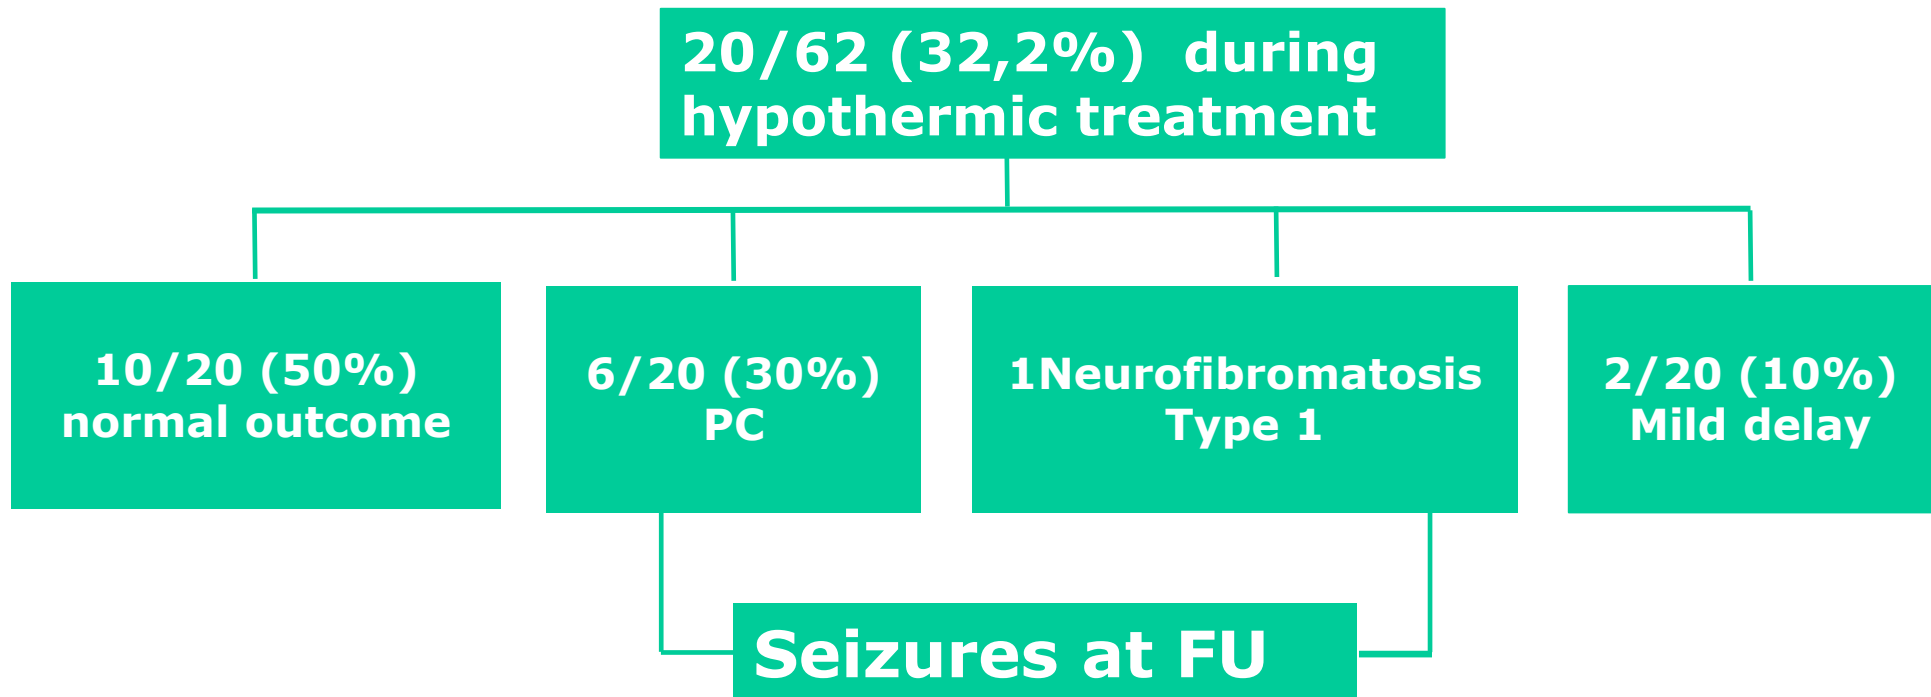 20/62 (32,2%) during
hypothermic treatment
10/20 (50%)
normal outcome
6/20 (30%)
PC
1Neurofibromatosis
Type 1
2/20 (10%)
Mild delay
Seizures at FU